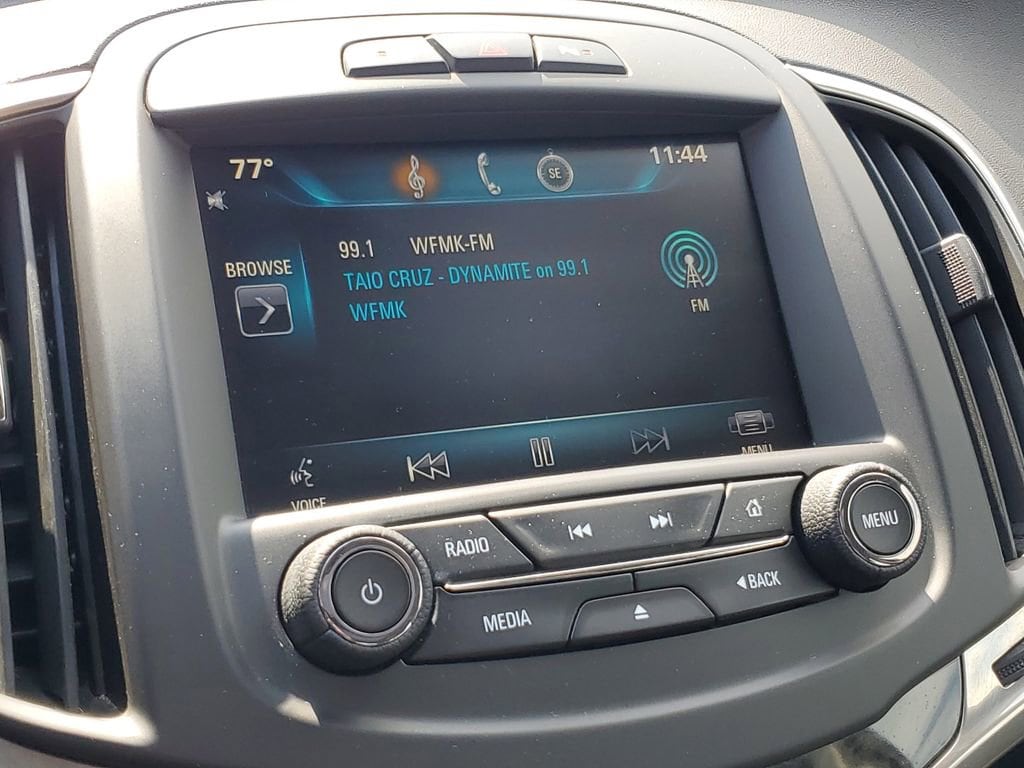 77°
SE
11:44
99.1 WFMK-FM
TAIO CRUZ - DYNAMITE on 99.1
WFMK
BROWSE
FM
VOICE
MENU
RADIO
MENU
MEDIA
BACK